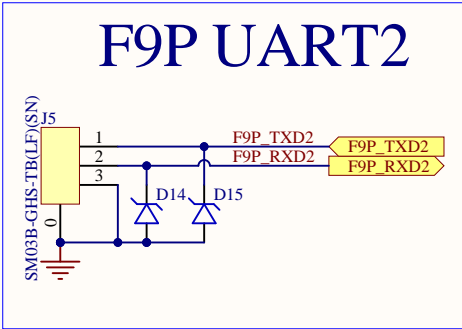 F9P UART2
SM03B-GHS-TB(LF)(SN)
J5
1
2
3
0
F9P_TXD2
F9P_RXD2
F9P_TXD2
F9P_RXD2
D14
D15